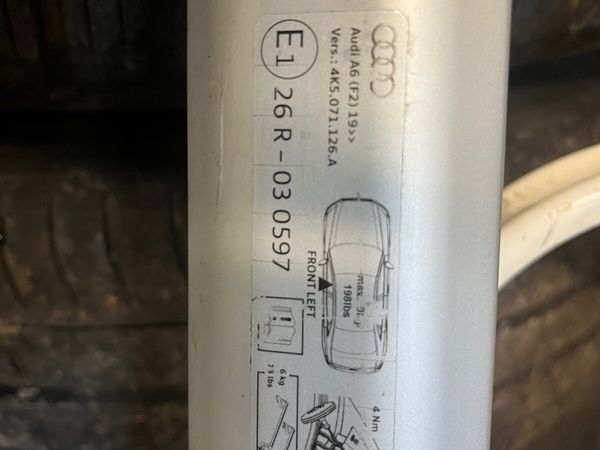 Audi A6 (F2) 19>>
Vers.: 4K5.071.126.A
E1
26 R - 03 0597
max.
198lbs
FRONT LEFT
4 Nm
6 kg
13 lbs